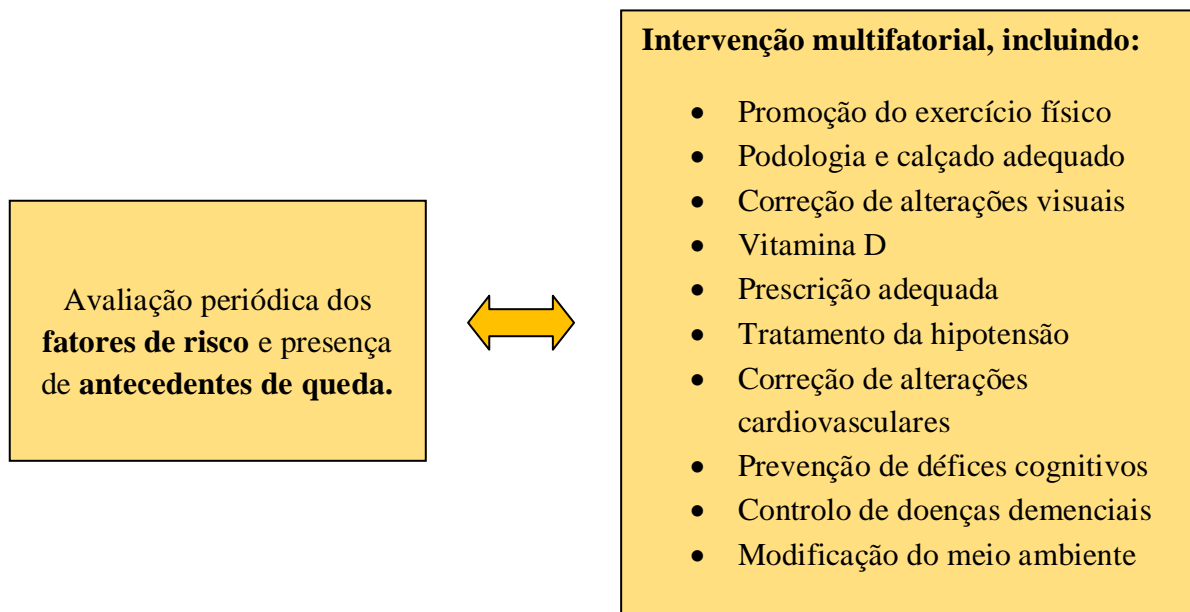 Avaliação periódica dos
fatores de risco e presença
de antecedentes de queda.
Intervenção multifatorial, incluindo:
• Promoção do exercício físico
• Podologia e calçado adequado
• Correção de alterações visuais
• Vitamina D
• Prescrição adequada
• Tratamento da hipotensão
• Correção de alterações
cardiovasculares
• Prevenção de défices cognitivos
• Controlo de doenças demenciais
• Modificação do meio ambiente